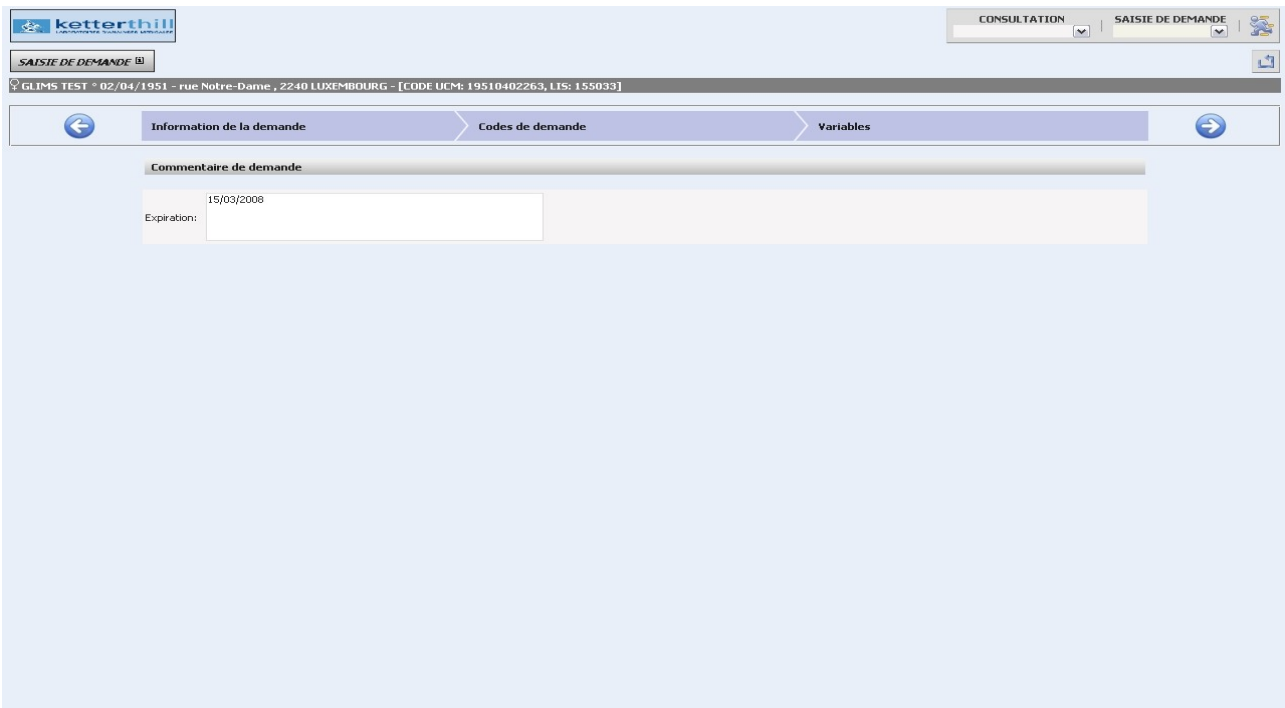 ketterthill
CONSULTATION | SAISIE DE DEMANDE |
SAISIE DE DEMANDE
♀ GLIMS TEST ° 02/04/1951 - rue Notre-Dame , 2240 LUXEMBOURG - [CODE UCM: 19510402263, LIS: 155033]
Information de la demande Codes de demande Variables
Commentaire de demande
15/03/2008
Expiration: